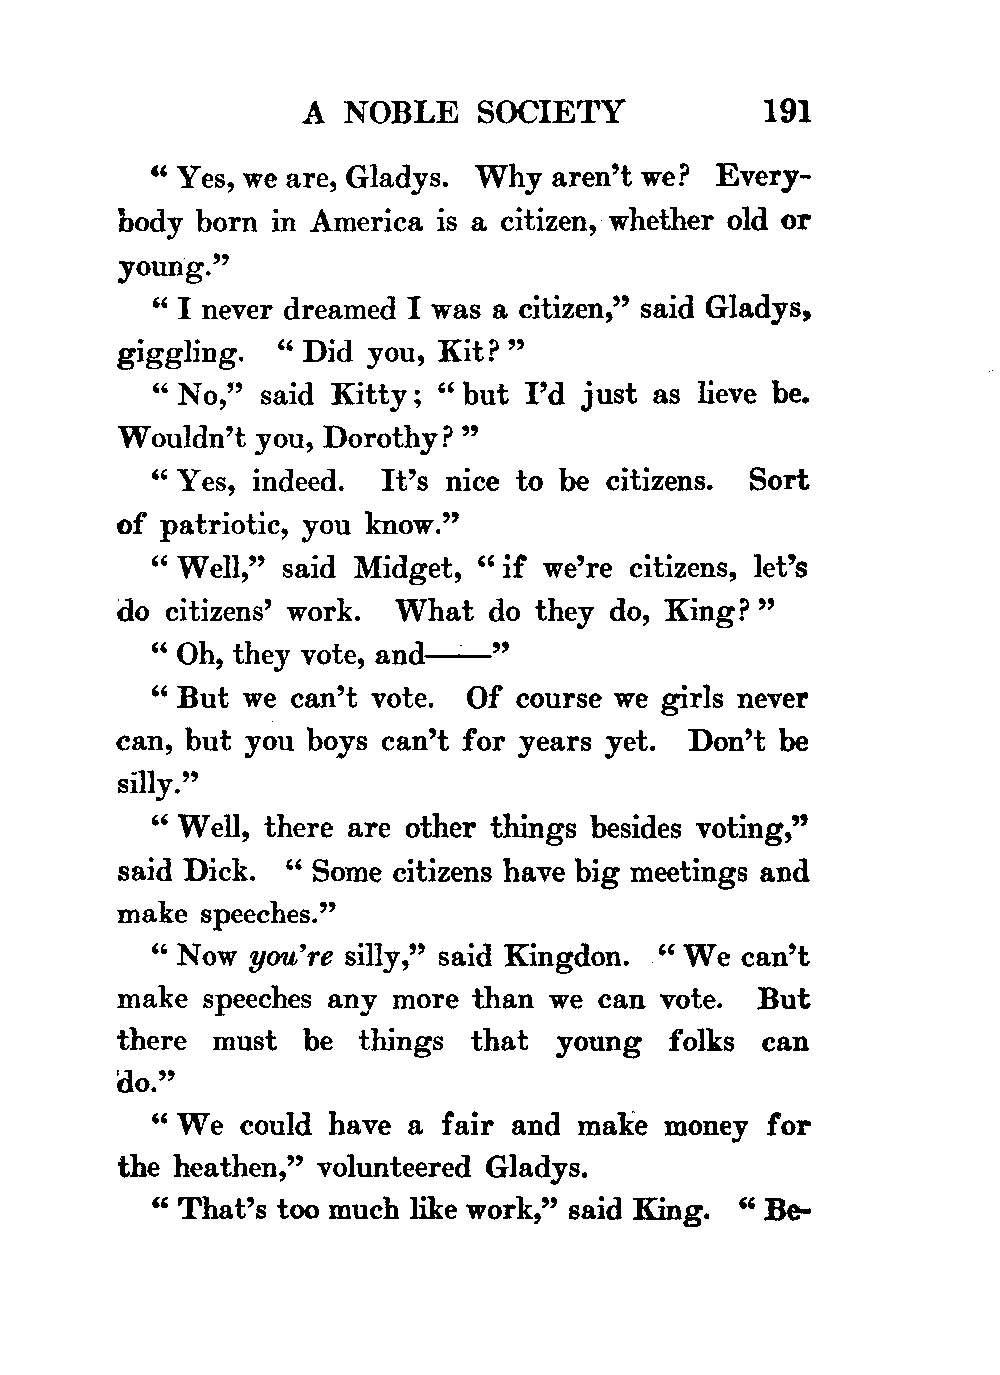 A NOBLE SOCIETY 191
“ Yes, we are, Gladys. Why aren’t we? Every-
body born in America is a citizen, whether old or
young.”
“ I never dreamed I was a citizen,” said Gladys,
giggling. “ Did you, Kit? ”
“ No,” said Kitty; “ but I’d just as lieve be.
Wouldn’t you, Dorothy? ”
“ Yes, indeed. It’s nice to be citizens. Sort
of patriotic, you know.”
“ Well,” said Midget, “ if we’re citizens, let’s
do citizens’ work. What do they do, King? ”
“ Oh, they vote, and——”
“ But we can’t vote. Of course we girls never
can, but you boys can’t for years yet. Don’t be
silly.”
“ Well, there are other things besides voting,”
said Dick. “ Some citizens have big meetings and
make speeches.”
“ Now you’re silly,” said Kingdon. “ We can’t
make speeches any more than we can vote. But
there must be things that young folks can
do.”
“ We could have a fair and make money for
the heathen,” volunteered Gladys.
“ That’s too much like work,” said King. “ Be-